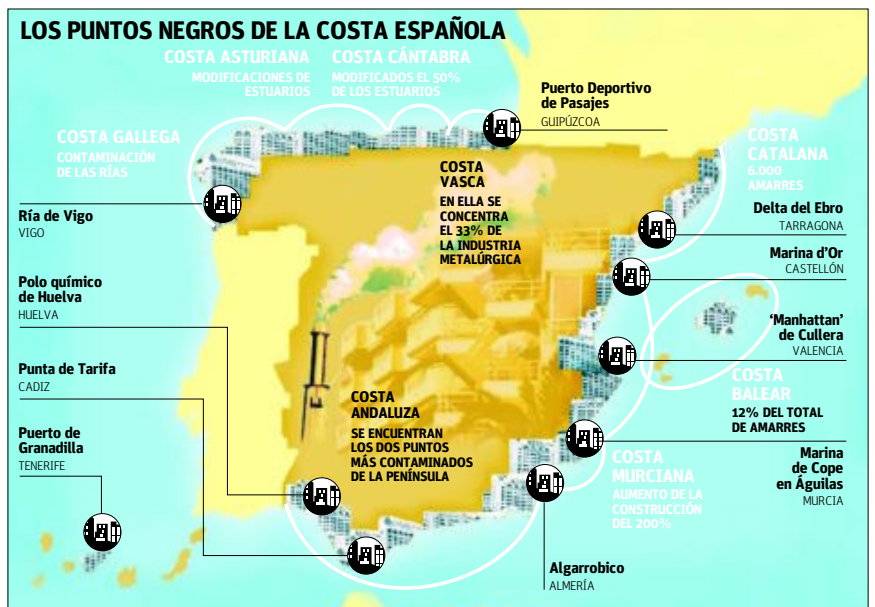 LOS PUNTOS NEGROS DE LA COSTA ESPAÑOLA
COSTA ASTURIANA
MODIFICACIONES DE
ESTUARIOS
COSTA CÁNTABRA
MODIFICADOS EL 50%
DE LOS ESTUARIOS
Puerto Deportivo
de Pasajes
GUIPÚZCOA
COSTA GALLEGA
CONTAMINACIÓN
DE LAS RÍAS
COSTA
VASCA
EN ELLA SE
CONCENTRA
EL 33% DE
LA INDUSTRIA
METALÚRGICA
COSTA
CATALANA
6.000
AMARRES
Ría de Vigo
VIGO
Delta del Ebro
TARRAGONA
Marina d'Or
CASTELLÓN
Polo químico
de Huelva
HUELVA
‘Manhattan’
de Cullera
VALENCIA
Punta de Tarifa
CADIZ
COSTA
BALEAR
12% DEL TOTAL
DE AMARRES
COSTA
ANDALUZA
SE ENCUENTRAN
LOS DOS PUNTOS
MÁS CONTAMINADOS
DE LA PENÍNSULA
Puerto de
Granadilla
TENERIFE
COSTA
MURCIANA
AUMENTO DE LA
CONSTRUCCIÓN
DEL 200%
Marina
de Cope
en Águilas
MURCIA
Algarrobico
ALMERÍA